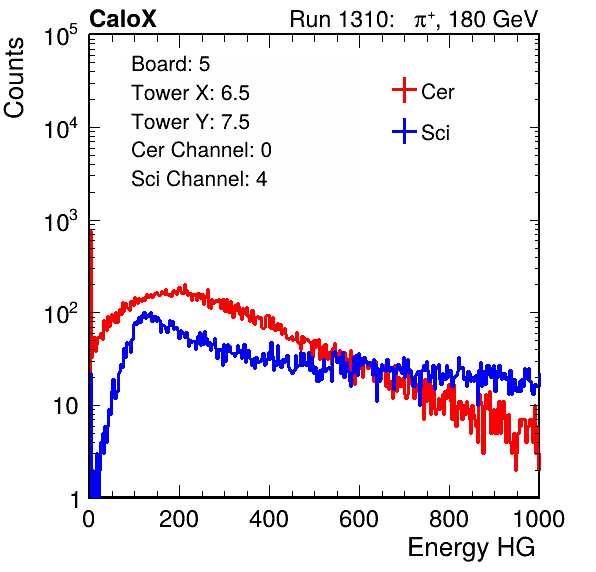 CaloX Run 1310: π⁺, 180 GeV
Board: 5
Tower X: 6.5
Tower Y: 7.5
Cer Channel: 0
Sci Channel: 4
Cer
Sci
Counts
10⁵
10⁴
10³
10²
10
1
0 200 400 600 800 1000
Energy HG